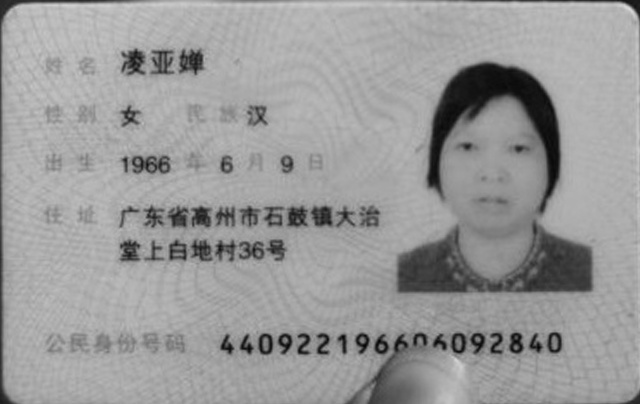 姓名 凌亚婵
性别 女 民族 汉
出生 1966 年 6 月 9 日
住址 广东省高州市石鼓镇大治
堂上白地村36号
公民身份号码 440922196606092840